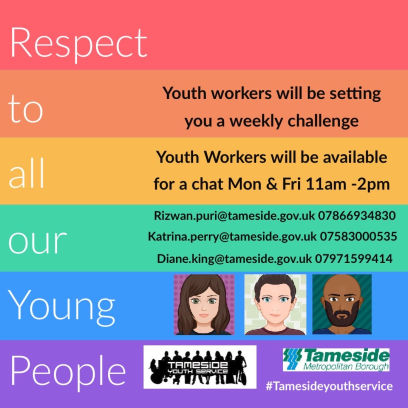 Respect
to
Youth workers will be setting
you a weekly challenge
all
Youth Workers will be available
for a chat Mon & Fri 11am -2pm
our
Rizwan.puri@tameside.gov.uk 07866934830
Katrina.perry@tameside.gov.uk 07583000535
Diane.king@tameside.gov.uk 07971599414
Young
People
TAMESIDE
YOUTH SERVICE
Tameside
Metropolitan Borough
#Tamesideyouthservice